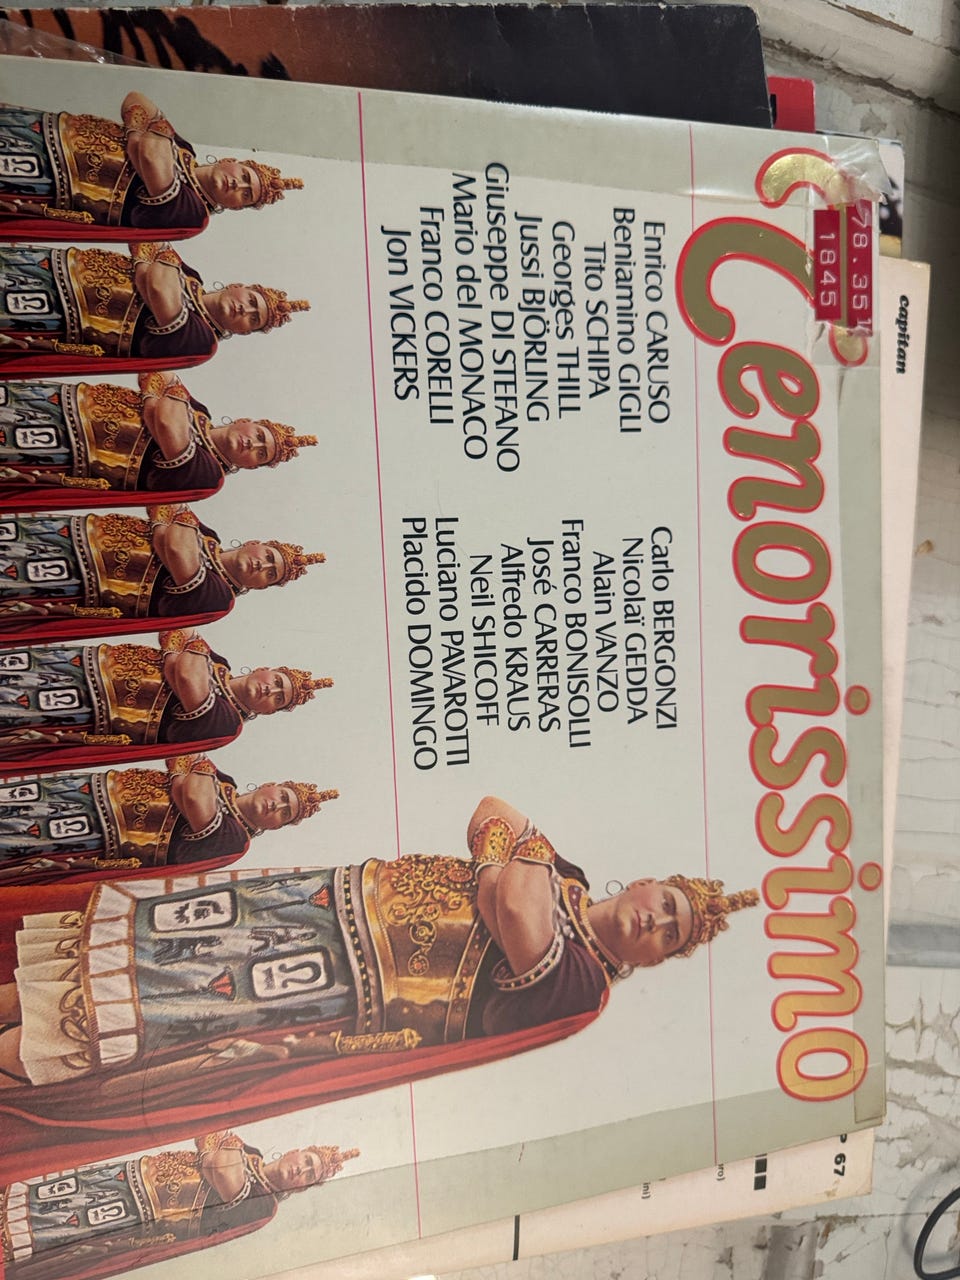 Tenorissimo
78.351
1845
Enrico CARUSO
Beniamino GIGLI
Tito SCHIPA
Georges THILL
Jussi BJÖRLING
Giuseppe DI STEFANO
Mario del MONACO
Franco CORELLI
Jon VICKERS
Carlo BERGONZI
Nicolaï GEDDA
Alain VANZO
Franco BONISOLLI
José CARRERAS
Alfredo KRAUS
Neil SHICOFF
Luciano PAVAROTTI
Placido DOMINGO
capitan
67